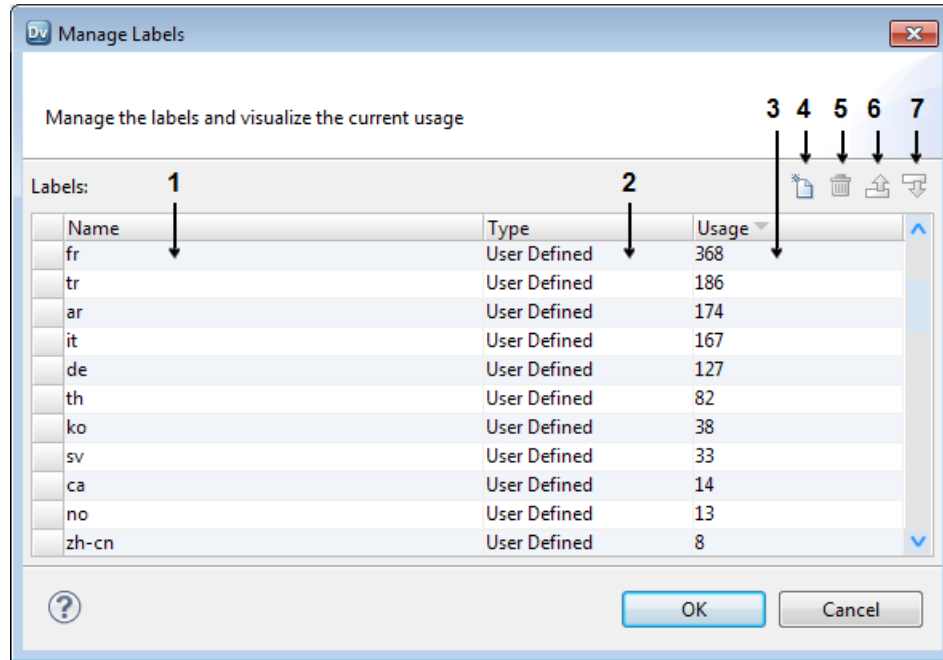 Dv Manage Labels
Manage the labels and visualize the current usage
3 4 5 6 7
Labels: 1 2
Name Type Usage
fr User Defined 368
tr User Defined 186
ar User Defined 174
it User Defined 167
de User Defined 127
th User Defined 82
ko User Defined 38
sv User Defined 33
ca User Defined 14
no User Defined 13
zh-cn User Defined 8
? OK Cancel